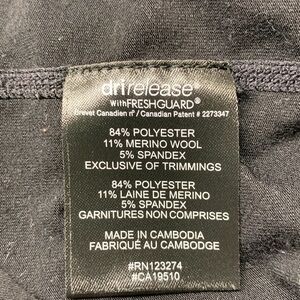 drirelease
WITH FRESHGUARD®
Brevet Canadien n° / Canadian Patent # 2273347
84% POLYESTER
11% MERINO WOOL
5% SPANDEX
EXCLUSIVE OF TRIMMINGS
84% POLYESTER
11% LAINE DE MERINO
5% SPANDEX
GARNITURES NON COMPRISES
MADE IN CAMBODIA
FABRIQUÉ AU CAMBODGE
#RN123274
#CA19510